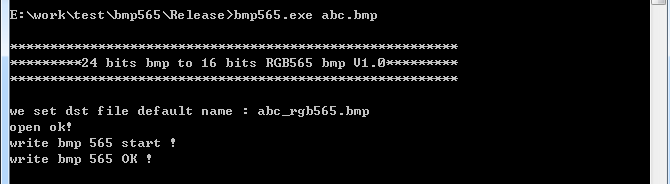 E:\work\test\bmp565\Release>bmp565.exe abc.bmp
********************************************************
*********24 bits bmp to 16 bits RGB565 bmp V1.0*********
********************************************************
we set dst file default name : abc_rgb565.bmp
open ok!
write bmp 565 start !
write bmp 565 OK !